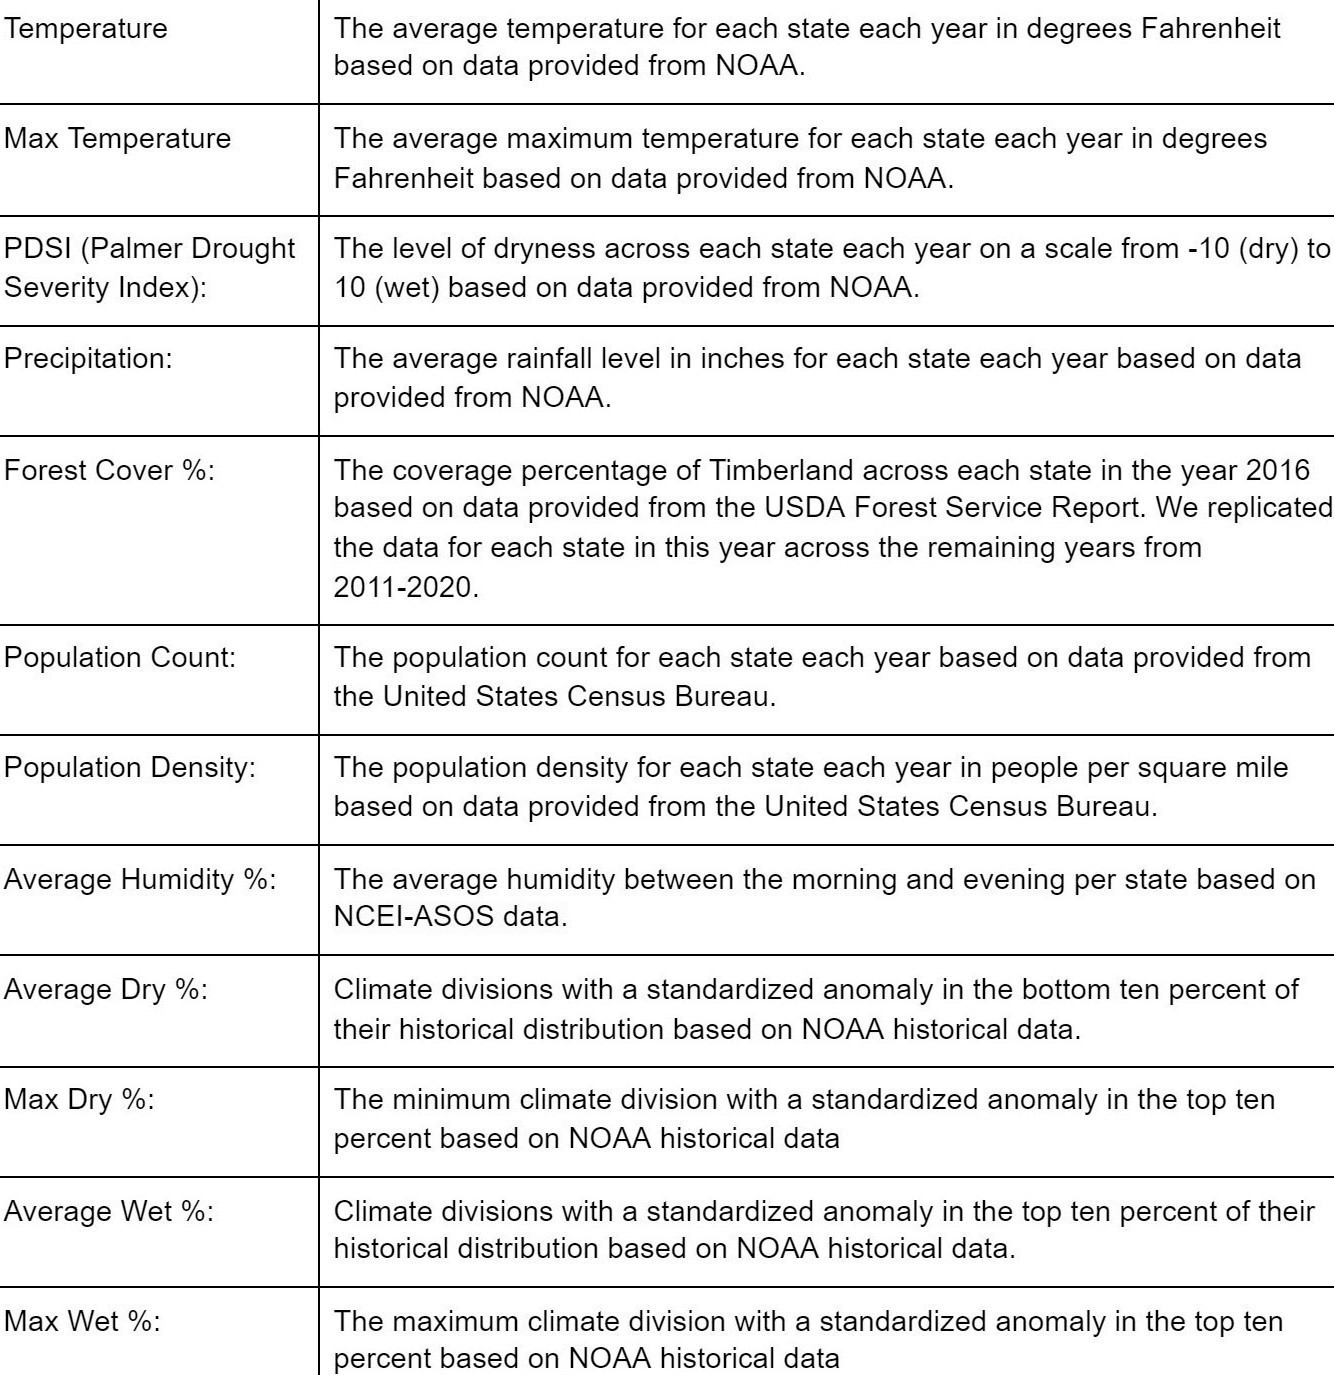 Temperature
The average temperature for each state each year in degrees Fahrenheit
based on data provided from NOAA.
Max Temperature
The average maximum temperature for each state each year in degrees
Fahrenheit based on data provided from NOAA.
PDSI (Palmer Drought
Severity Index):
The level of dryness across each state each year on a scale from -10 (dry) to
10 (wet) based on data provided from NOAA.
Precipitation:
The average rainfall level in inches for each state each year based on data
provided from NOAA.
Forest Cover %:
The coverage percentage of Timberland across each state in the year 2016
based on data provided from the USDA Forest Service Report. We replicated
the data for each state in this year across the remaining years from
2011-2020.
Population Count:
The population count for each state each year based on data provided from
the United States Census Bureau.
Population Density:
The population density for each state each year in people per square mile
based on data provided from the United States Census Bureau.
Average Humidity %:
The average humidity between the morning and evening per state based on
NCEI-ASOS data.
Average Dry %:
Climate divisions with a standardized anomaly in the bottom ten percent of
their historical distribution based on NOAA historical data.
Max Dry %:
The minimum climate division with a standardized anomaly in the top ten
percent based on NOAA historical data
Average Wet %:
Climate divisions with a standardized anomaly in the top ten percent of their
historical distribution based on NOAA historical data.
Max Wet %:
The maximum climate division with a standardized anomaly in the top ten
percent based on NOAA historical data